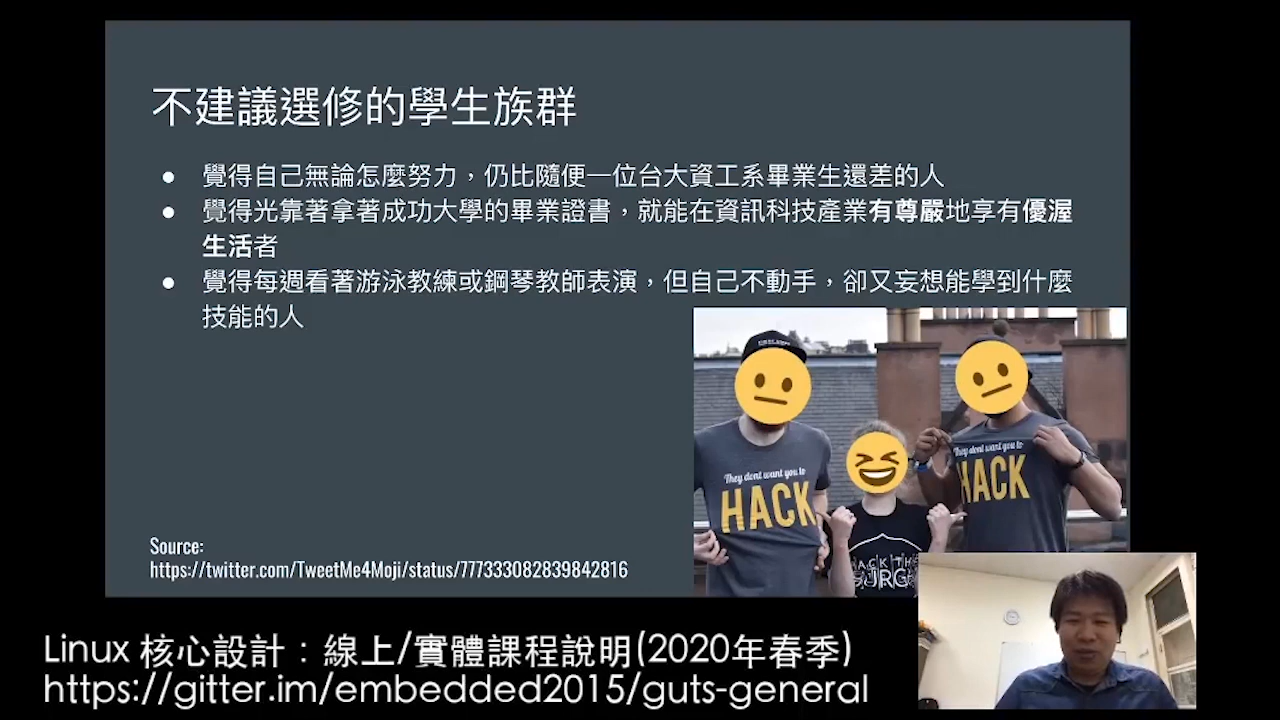 不建議選修的學生族群
● 覺得自己無論怎麼努力，仍比隨便一位台大資工系畢業生還差的人
● 覺得光靠著拿著成功大學的畢業證書，就能在資訊科技產業有尊嚴地享有優渥
生活者
● 覺得每週看著游泳教練或鋼琴教師表演，但自己不動手，卻又妄想能學到什麼
技能的人
They dont want you to
HACK
They dont want you to
HACK
HACK THE
Source:
https://twitter.com/TweetMe4Moji/status/777333082839842816
Linux 核心設計：線上/實體課程說明(2020年春季)
https://gitter.im/embedded2015/guts-general